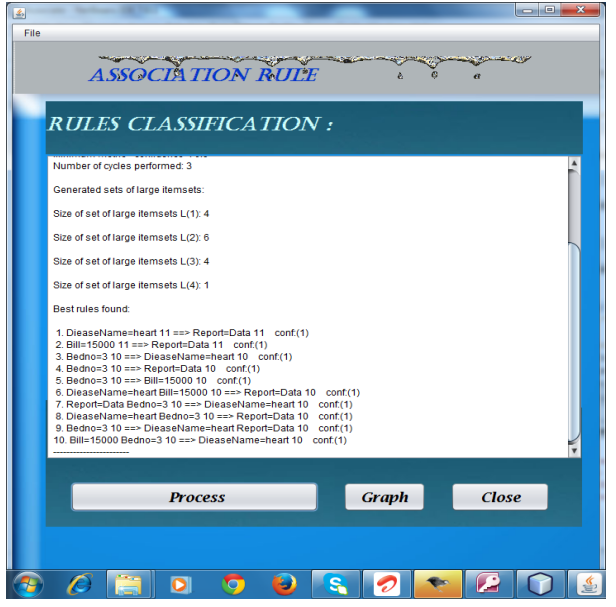 File
ASSOCIATION RULE
RULES CLASSIFICATION :
Number of cycles performed: 3
Generated sets of large itemsets:
Size of set of large itemsets L(1): 4
Size of set of large itemsets L(2): 6
Size of set of large itemsets L(3): 4
Size of set of large itemsets L(4): 1
Best rules found:
1. DieaseName=heart 11 ==> Report=Data 11 conf:(1)
2. Bill=15000 11 ==> Report=Data 11 conf:(1)
3. Bedno=3 10 ==> DieaseName=heart 10 conf:(1)
4. Bedno=3 10 ==> Report=Data 10 conf:(1)
5. Bedno=3 10 ==> Bill=15000 10 conf:(1)
6. DieaseName=heart Bill=15000 10 ==> Report=Data 10 conf:(1)
7. Report=Data Bedno=3 10 ==> DieaseName=heart 10 conf:(1)
8. DieaseName=heart Bedno=3 10 ==> Report=Data 10 conf:(1)
9. Bedno=3 10 ==> DieaseName=heart Report=Data 10 conf:(1)
10. Bill=15000 Bedno=3 10 ==> DieaseName=heart 10 conf:(1)
-----------------------
Process Graph Close